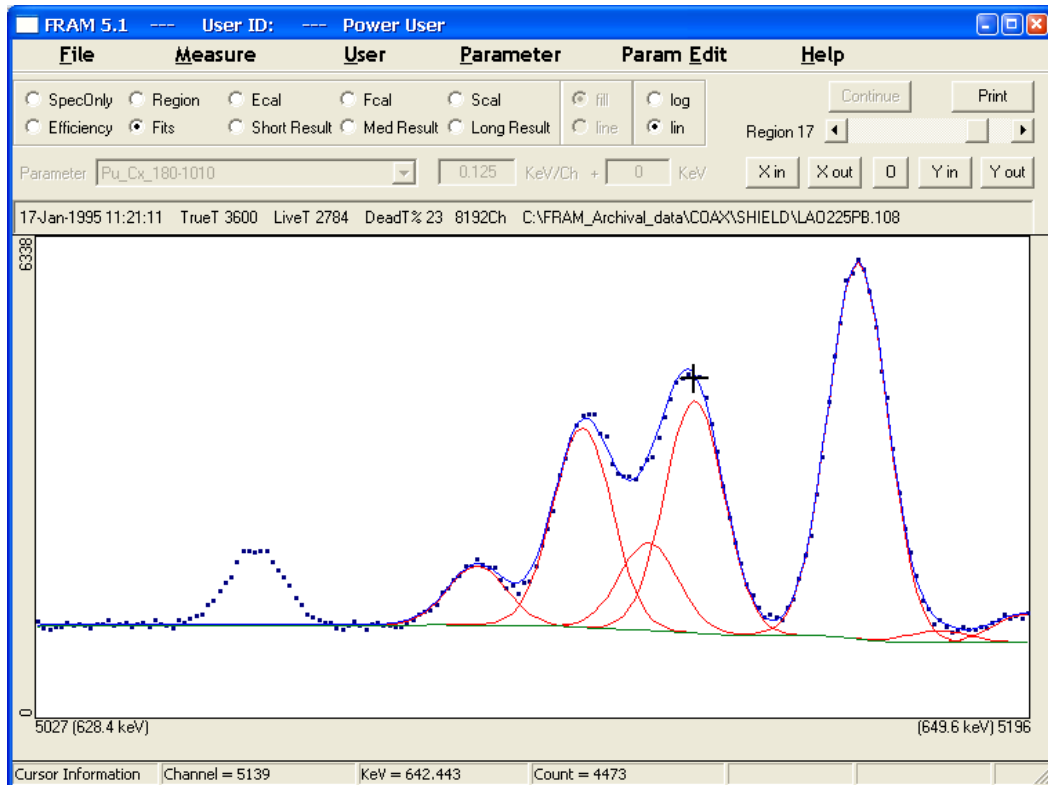 FRAM 5.1 --- User ID: --- Power User
File Measure User Parameter Param Edit Help
SpecOnly Region Ecal Fcal Scal fill log Continue Print
Efficiency Fits Short Result Med Result Long Result line lin Region 17
Parameter Pu_Cx_180-1010 0.125 KeV/Ch + 0 KeV X in X out 0 Y in Y out
17-Jan-1995 11:21:11 TrueT 3600 LiveT 2784 DeadT% 23 8192Ch C:\FRAM_Archival_data\COAX\SHIELD\LAO225PB.108
6338
0
5027 (628.4 keV) (649.6 keV) 5196
Cursor Information Channel = 5139 KeV = 642.443 Count = 4473